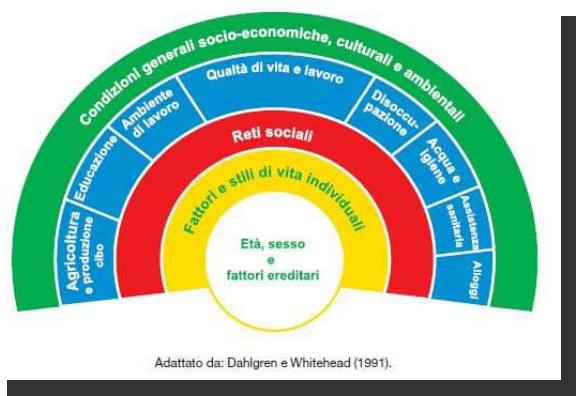 Condizioni generali socio-economiche, culturali e ambientali
Agricoltura
e produzione
cibo
Educazione
Ambiente
di lavoro
Qualtà di vita e lavoro
Disoccu-
pazione
Acqua e
igiene
Assistenza
sanitaria
Alloggi
Reti sociali
Fattori e stili di vita individuali
Età, sesso
e
fattori ereditari
Adattato da: Dahlgren e Whitehead (1991).